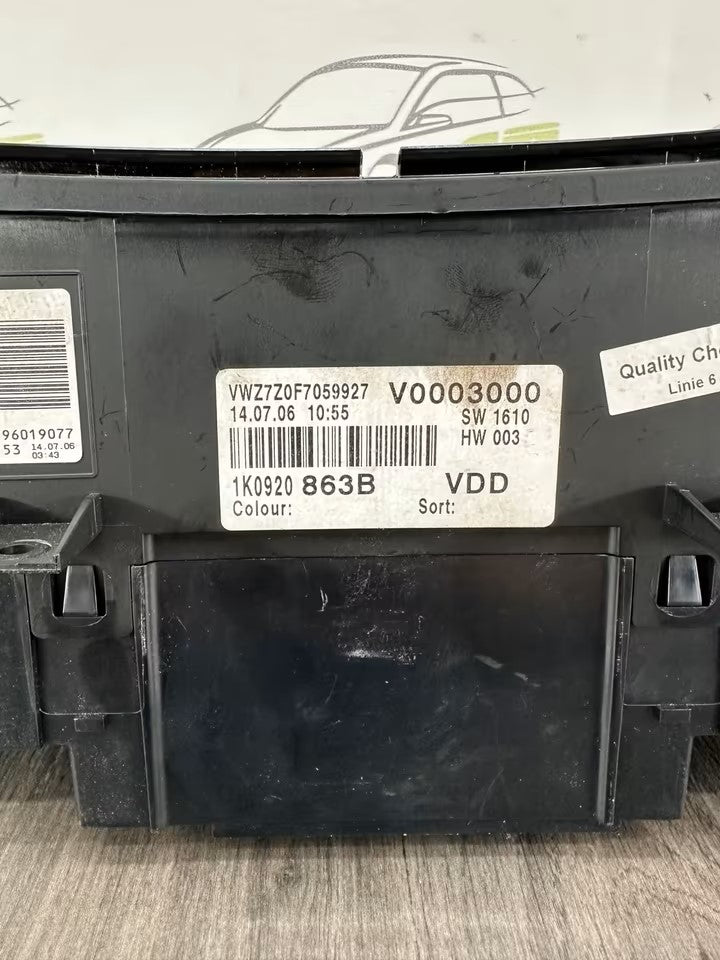 96019077
53 14.07.06
03:43
VWZ7Z0F7059927 V0003000
14.07.06 10:55 SW 1610
HW 003
1K0920 863B VDD
Colour: Sort:
Quality
Linie 6